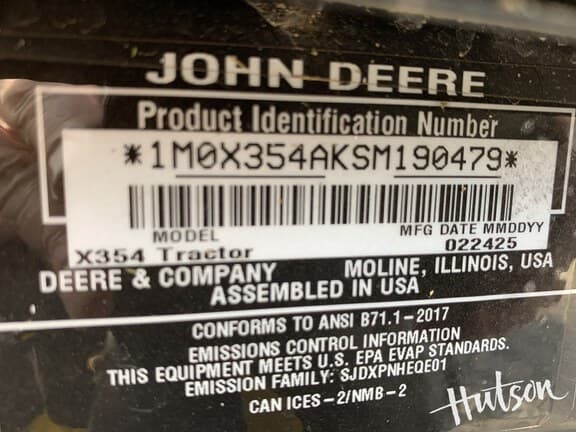 JOHN DEERE
Product Identification Number
*1M0X354AKSM190479*
MODEL
MFG DATE MMDDYY
X354 Tractor
022425
DEERE & COMPANY MOLINE, ILLINOIS, USA
ASSEMBLED IN USA
CONFORMS TO ANSI B71.1-2017
EMISSIONS CONTROL INFORMATION
THIS EQUIPMENT MEETS U.S. EPA EVAP STANDARDS.
EMISSION FAMILY: SJDXPNHEQE01
CAN ICES-2/NMB-2
Hutson